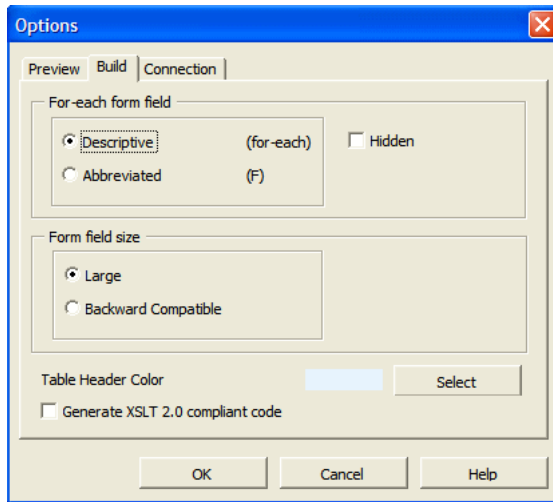 Options
Preview Build Connection
For-each form field
Descriptive (for-each) Hidden
Abbreviated (F)
Form field size
Large
Backward Compatible
Table Header Color Select
Generate XSLT 2.0 compliant code
OK Cancel Help